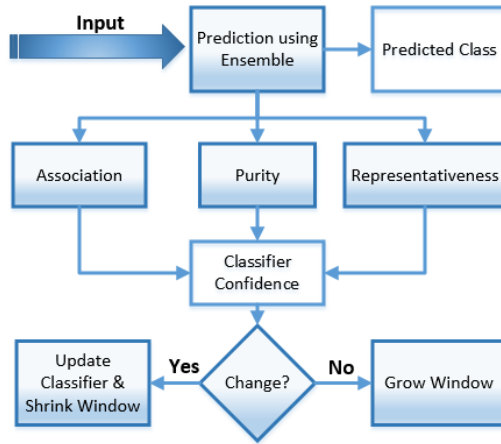 Input
Prediction using
Ensemble
Predicted Class
Association
Purity
Representativeness
Classifier
Confidence
Change?
Yes
No
Update
Classifier &
Shrink Window
Grow Window